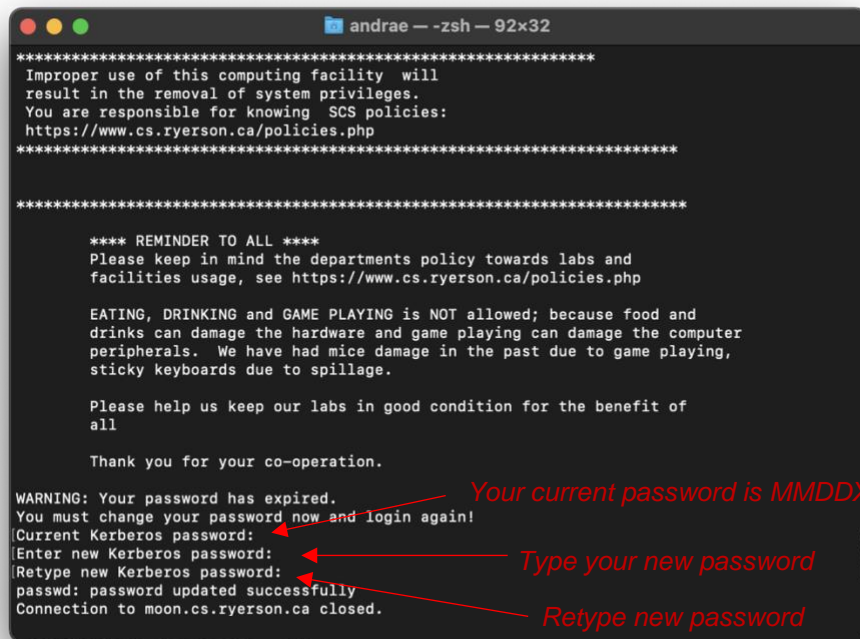 andrae — -zsh — 92×32
***************************************************************
Improper use of this computing facility  will
result in the removal of system privileges.
You are responsible for knowing  SCS policies:
https://www.cs.ryerson.ca/policies.php
************************************************************************
*************************************************************************
**** REMINDER TO ALL ****
Please keep in mind the departments policy towards labs and
facilities usage, see https://www.cs.ryerson.ca/policies.php
EATING, DRINKING and GAME PLAYING is NOT allowed; because food and
drinks can damage the hardware and game playing can damage the computer
peripherals.  We have had mice damage in the past due to game playing,
sticky keyboards due to spillage.
Please help us keep our labs in good condition for the benefit of
all
Thank you for your co-operation.
WARNING: Your password has expired.
Your current password is MMDDX
You must change your password now and login again!
[Current Kerberos password:
[Enter new Kerberos password:
Type your new password
[Retype new Kerberos password:
passwd: password updated successfully
Connection to moon.cs.ryerson.ca closed.
Retype new password